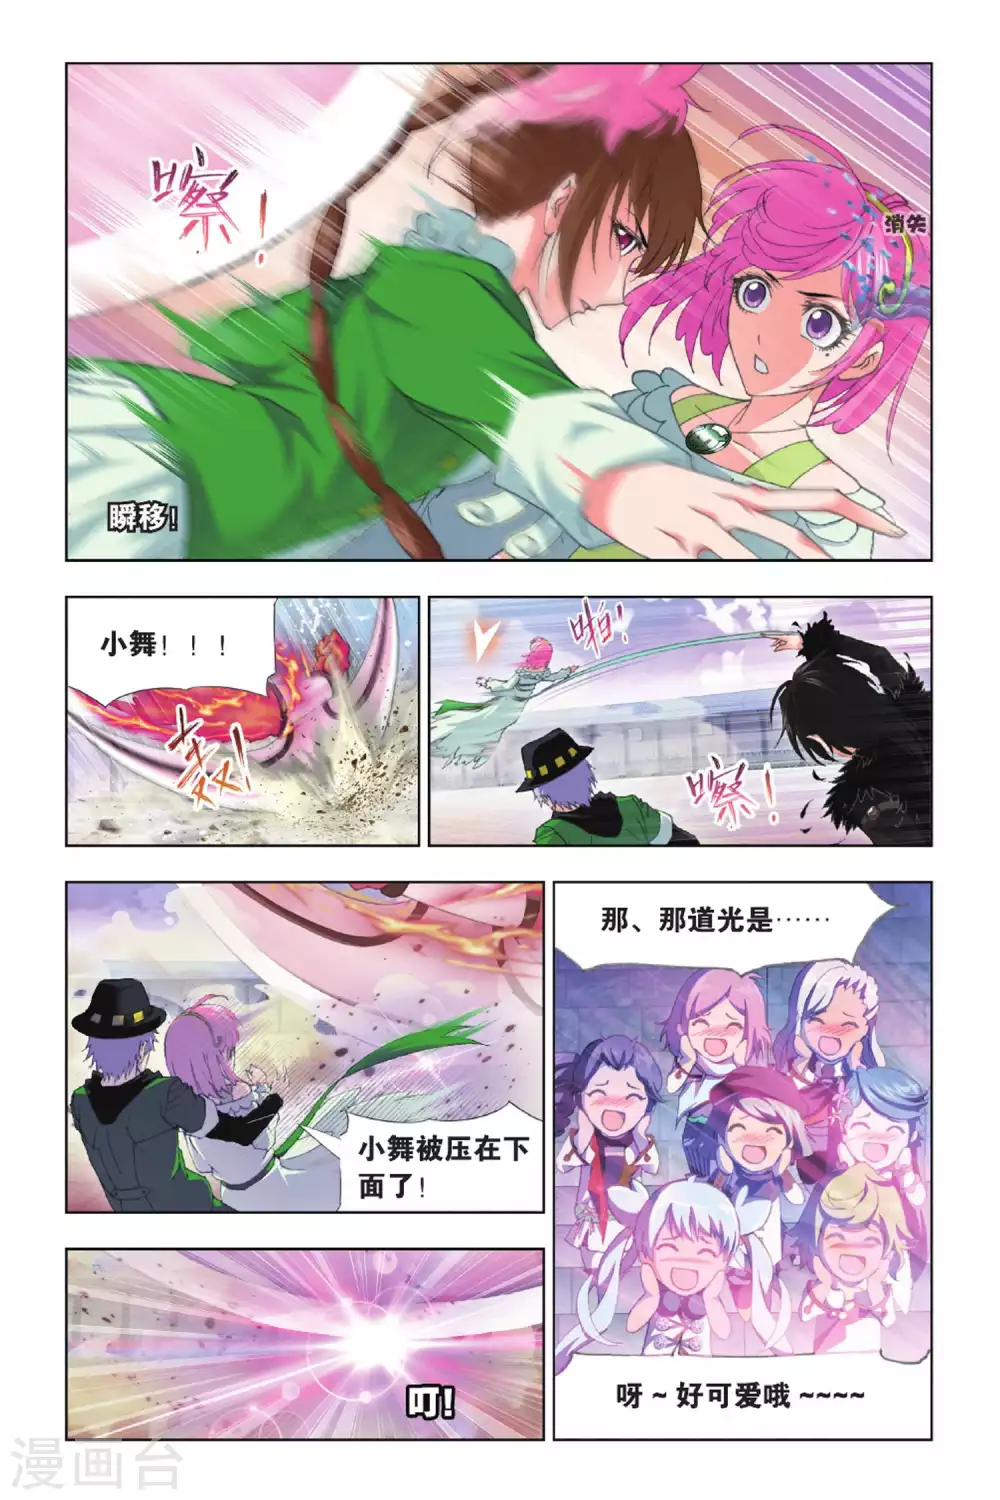 嚓！
消失
瞬移！
小舞！！！
轰！
啪！
嚓！
小舞被压在下
面了！
那、那道光是……
叮！
呀~好可爱哦~~~~
漫画台